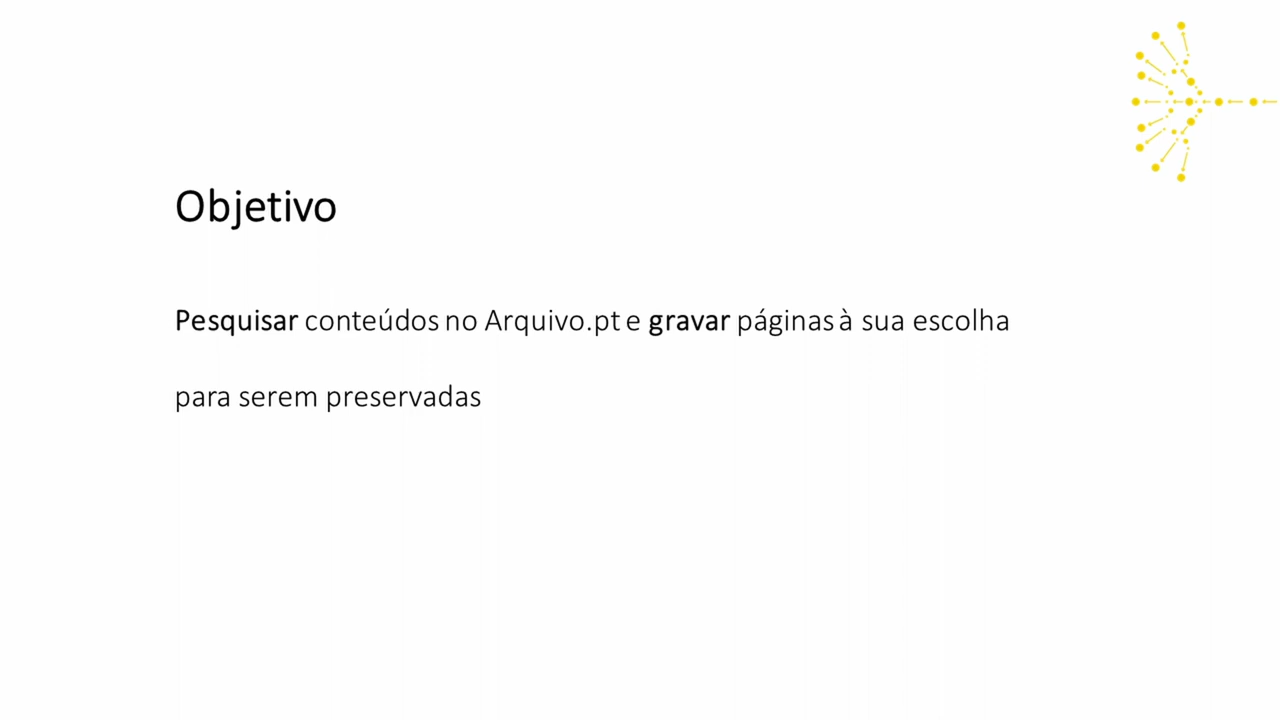 Objetivo
Pesquisar conteúdos no Arquivo.pt e gravar páginas à sua escolha
para serem preservadas